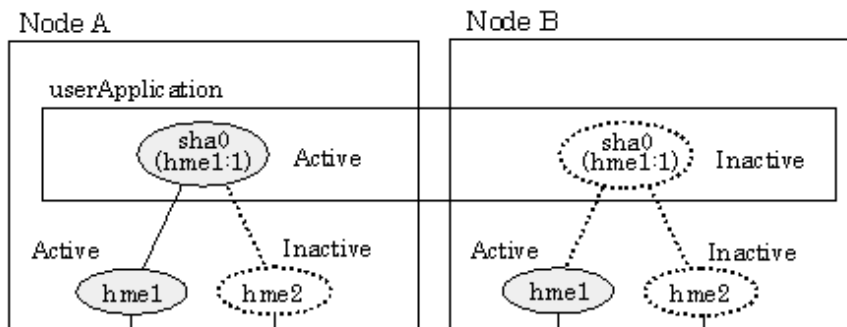 Node A
Node B
userApplication
sha0
(hme1:1)
Active
sha0
(hme1:1)
Inactive
Active
Inactive
Active
Inactive
hme1
hme2
hme1
hme2